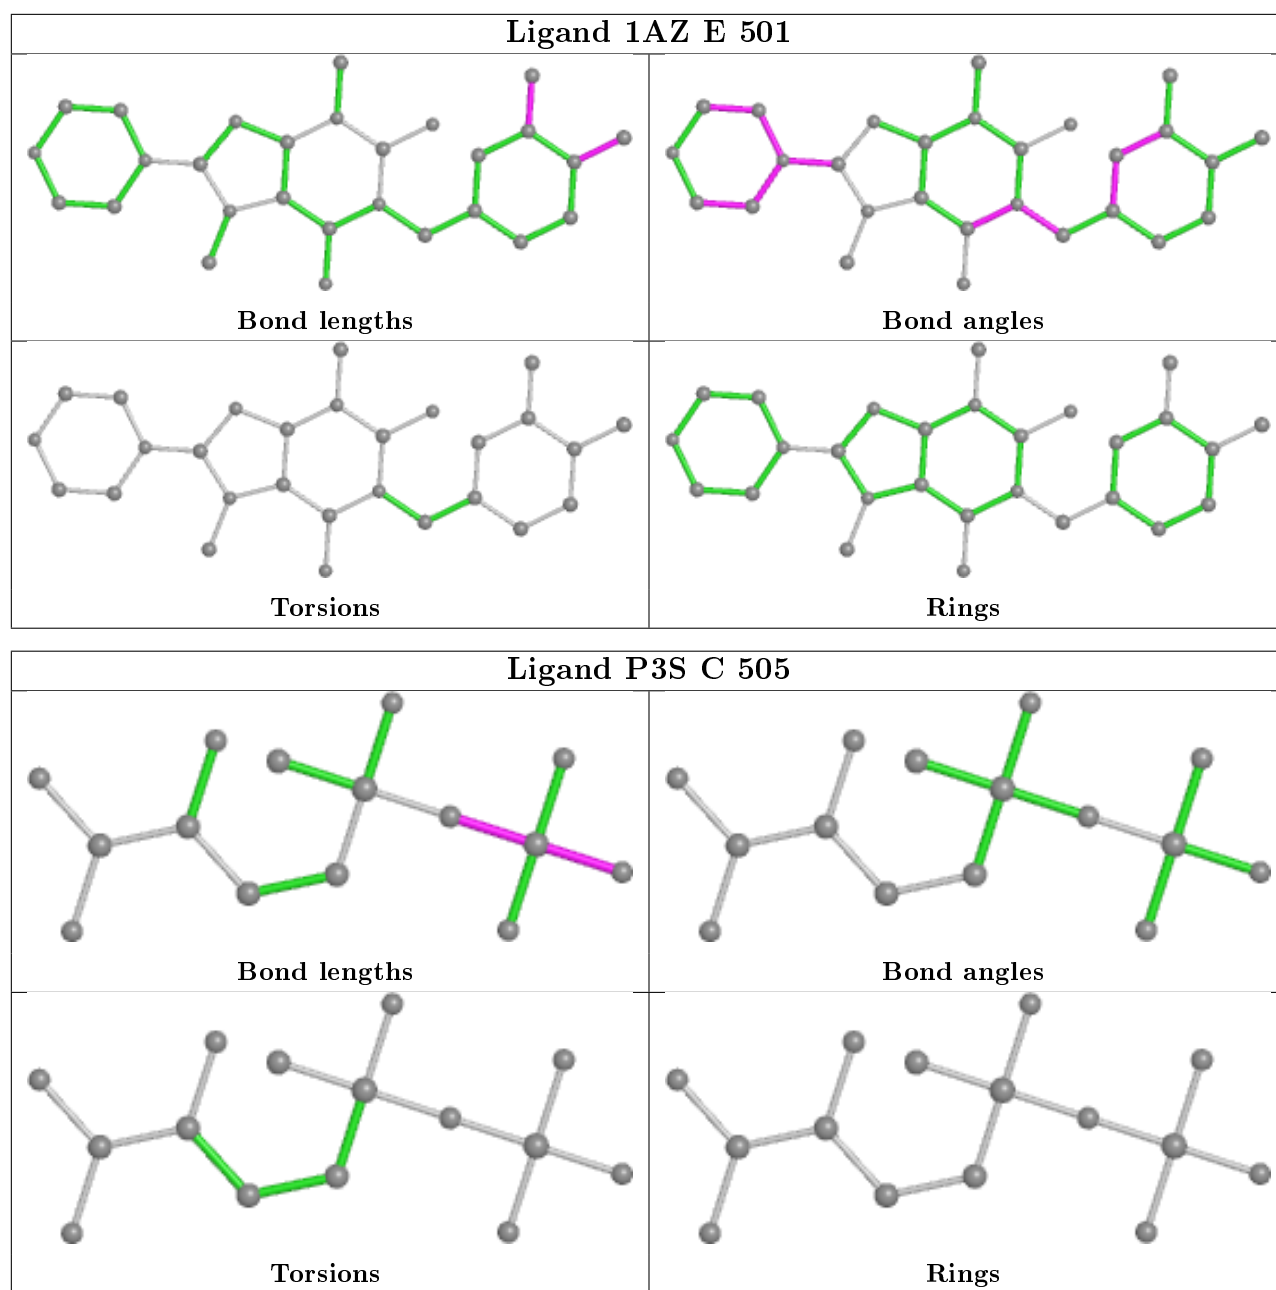 Ligand 1AZ E 501
Bond lengths
Bond angles
Torsions
Rings
Ligand P3S C 505
Bond lengths
Bond angles
Torsions
Rings